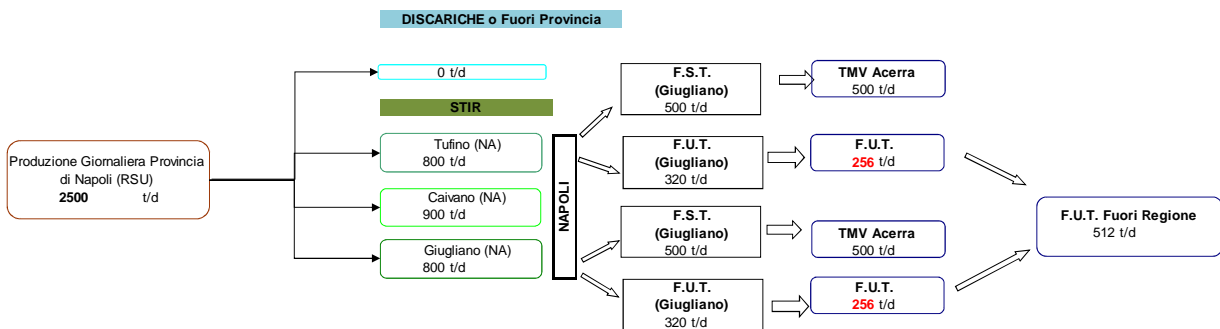 DISCARICHE o Fuori Provincia
0 t/d
STIR
Produzione Giornaliera Provincia
di Napoli (RSU)
2500 t/d
Tufino (NA)
800 t/d
Caivano (NA)
900 t/d
Giugliano (NA)
800 t/d
NAPOLI
F.S.T.
(Giugliano)
500 t/d
TMV Acerra
500 t/d
F.U.T.
(Giugliano)
320 t/d
F.U.T.
256 t/d
F.S.T.
(Giugliano)
500 t/d
TMV Acerra
500 t/d
F.U.T.
(Giugliano)
320 t/d
F.U.T.
256 t/d
F.U.T. Fuori Regione
512 t/d